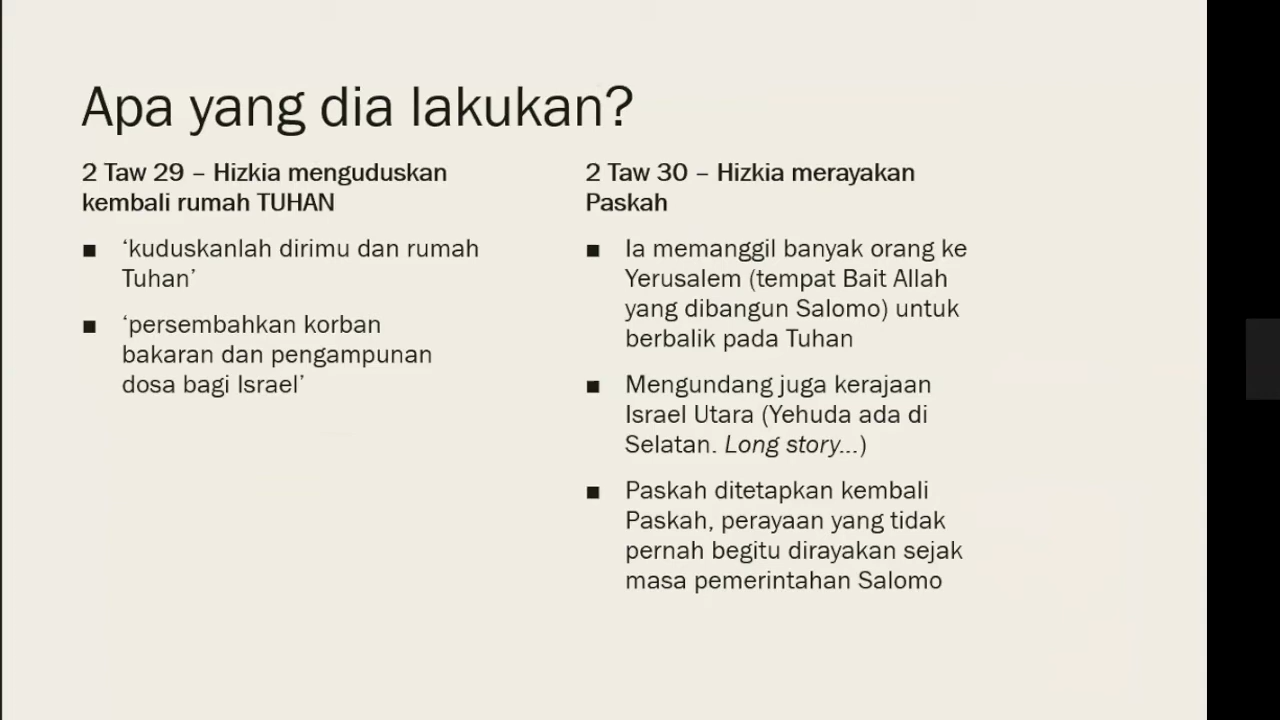 Apa yang dia lakukan?
2 Taw 29 – Hizkia menguduskan
kembali rumah TUHAN
■ ‘kuduskanlah dirimu dan rumah
Tuhan’
■ ‘persembahkan korban
bakaran dan pengampunan
dosa bagi Israel’
2 Taw 30 – Hizkia merayakan
Paskah
■ Ia memanggil banyak orang ke
Yerusalem (tempat Bait Allah
yang dibangun Salomo) untuk
berbalik pada Tuhan
■ Mengundang juga kerajaan
Israel Utara (Yehuda ada di
Selatan. Long story...)
■ Paskah ditetapkan kembali
Paskah, perayaan yang tidak
pernah begitu dirayakan sejak
masa pemerintahan Salomo